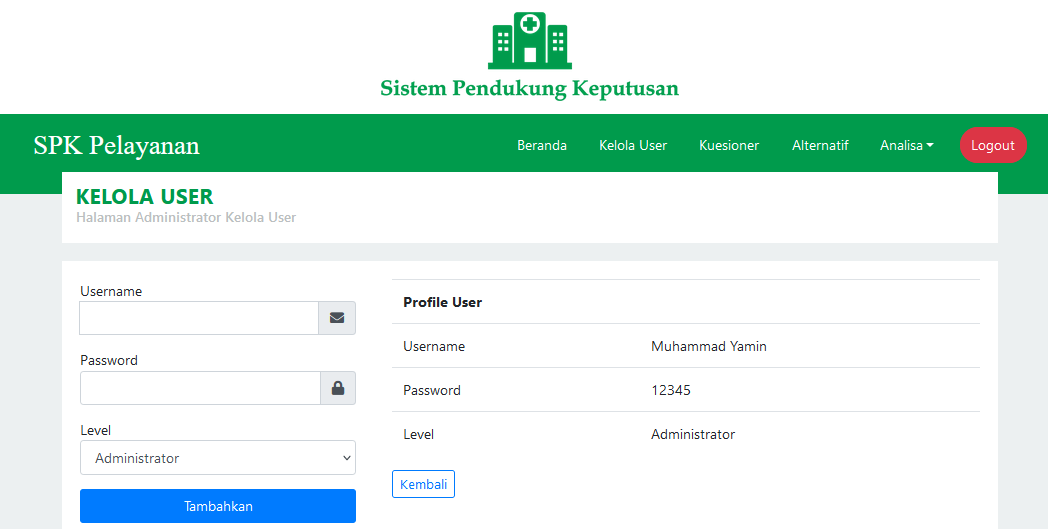 Sistem Pendukung Keputusan
SPK Pelayanan
Beranda
Kelola User
Kuesioner
Alternatif
Analisa
Logout
KELOLA USER
Halaman Administrator Kelola User
Username
Password
Level
Administrator
Tambahkan
Profile User
Username Muhammad Yamin
Password 12345
Level Administrator
Kembali